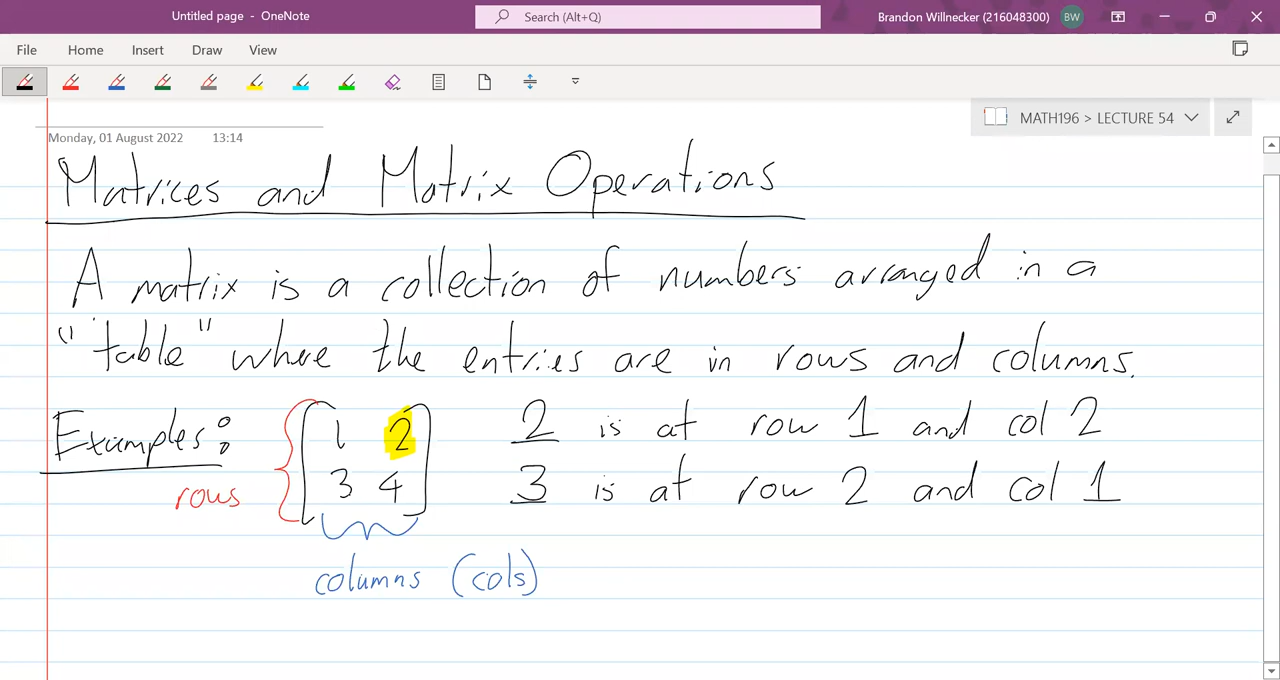 Untitled page - OneNote
Search (Alt+Q)
Brandon Willnecker (216048300)
BW
File Home Insert Draw View
MATH196 > LECTURE 54
Monday, 01 August 2022 13:14
Matrices and Matrix Operations
A matrix is a collection of numbers arranged in a
"table" where the entries are in rows and columns.
Examples: 1 2 2 is at row 1 and col 2
rows 3 4 3 is at row 2 and col 1
columns (cols)